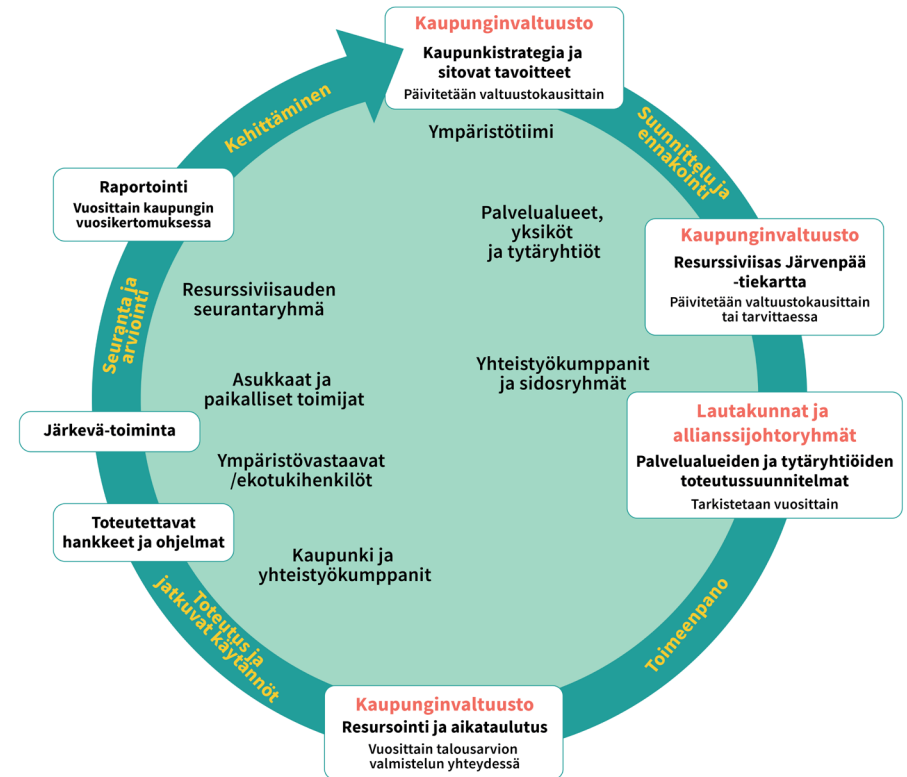 Kaupunginvaltuusto
Kaupunkistrategia ja
sitovat tavoitteet
Päivitetään valtuustokausittain
Suunnittelu ja
ennakointi
Kaupunginvaltuusto
Resurssiviisas Järvenpää
-tiekartta
Päivitetään valtuustokausittain
tai tarvittaessa
Lautakunnat ja
allianssijohtoryhmät
Palvelualueiden ja tytäryhtiöiden
toteutussuunnitelmat
Tarkistetaan vuosittain
Toimeenpano
Kaupunginvaltuusto
Resursointi ja aikataulutus
Vuosittain talousarvion
valmistelun yhteydessä
Toteutus ja
jatkuvat käytännöt
Toteutettavat
hankkeet ja ohjelmat
Järkevä-toiminta
Seuranta ja
arviointi
Raportointi
Vuosittain kaupungin
vuosikertomuksessa
Kehittäminen
Ympäristötiimi
Palvelualueet,
yksiköt
ja tytäryhtiöt
Yhteistyökumppanit
ja sidosryhmät
Kaupunki ja
yhteistyökumppanit
Ympäristövastaavat
/ekotukihenkilöt
Asukkaat ja
paikalliset toimijat
Resurssiviisauden
seurantaryhmä